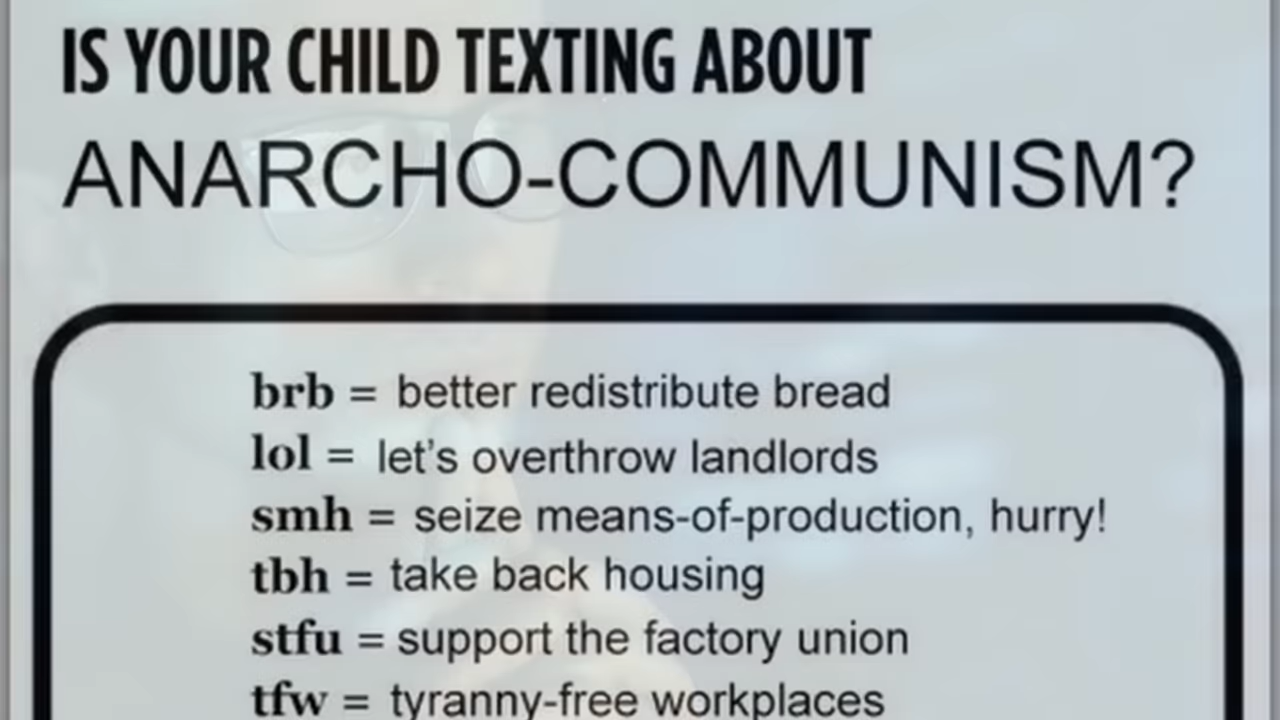 IS YOUR CHILD TEXTING ABOUT
ANARCHO-COMMUNISM?
brb = better redistribute bread
lol = let's overthrow landlords
smh = seize means-of-production, hurry!
tbh = take back housing
stfu = support the factory union
tfw = tyranny-free workplaces